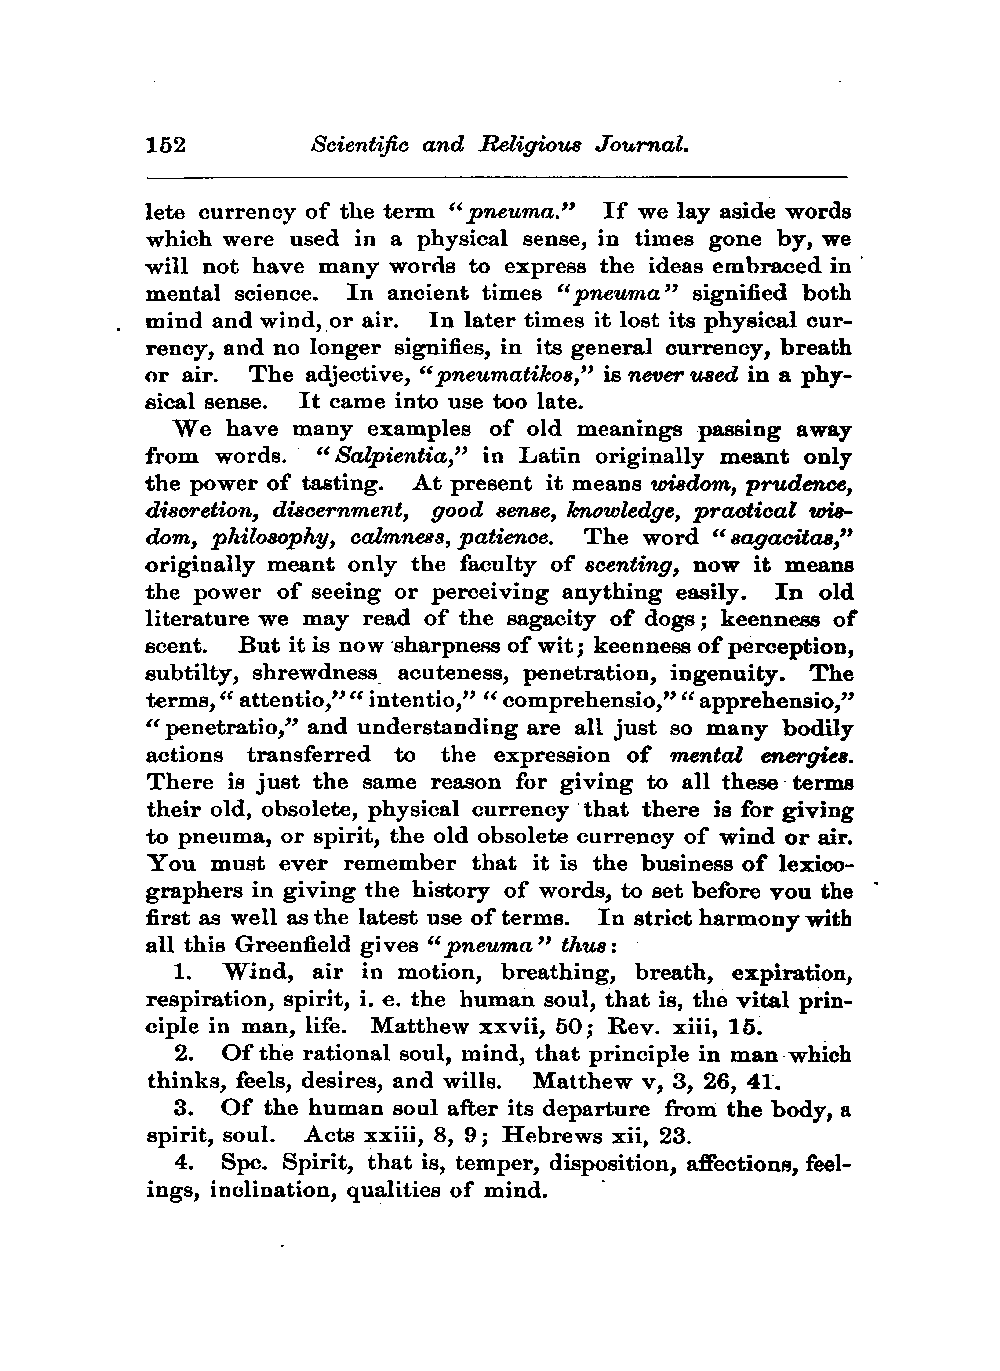 152 Scientific and Religious Journal.
lete currency of the term “pneuma.” If we lay aside words
which were used in a physical sense, in times gone by, we
will not have many words to express the ideas embraced in
mental science. In ancient times “pneuma” signified both
mind and wind, or air. In later times it lost its physical cur-
rency, and no longer signifies, in its general currency, breath
or air. The adjective, “pneumatikos,” is never used in a phy-
sical sense. It came into use too late.
We have many examples of old meanings passing away
from words. “Salpientia,” in Latin originally meant only
the power of tasting. At present it means wisdom, prudence,
discretion, discernment, good sense, knowledge, practical wis-
dom, philosophy, calmness, patience. The word “sagacitas,”
originally meant only the faculty of scenting, now it means
the power of seeing or perceiving anything easily. In old
literature we may read of the sagacity of dogs; keenness of
scent. But it is now sharpness of wit; keenness of perception,
subtilty, shrewdness acuteness, penetration, ingenuity. The
terms, “attentio,” “intentio,” “comprehensio,” “apprehensio,”
“penetratio,” and understanding are all just so many bodily
actions transferred to the expression of mental energies.
There is just the same reason for giving to all these terms
their old, obsolete, physical currency that there is for giving
to pneuma, or spirit, the old obsolete currency of wind or air.
You must ever remember that it is the business of lexico-
graphers in giving the history of words, to set before you the
first as well as the latest use of terms. In strict harmony with
all this Greenfield gives “pneuma” thus:
1. Wind, air in motion, breathing, breath, expiration,
respiration, spirit, i. e. the human soul, that is, the vital prin-
ciple in man, life. Matthew xxvii, 50; Rev. xiii, 15.
2. Of the rational soul, mind, that principle in man which
thinks, feels, desires, and wills. Matthew v, 3, 26, 41.
3. Of the human soul after its departure from the body, a
spirit, soul. Acts xxiii, 8, 9; Hebrews xii, 23.
4. Spc. Spirit, that is, temper, disposition, affections, feel-
ings, inclination, qualities of mind.